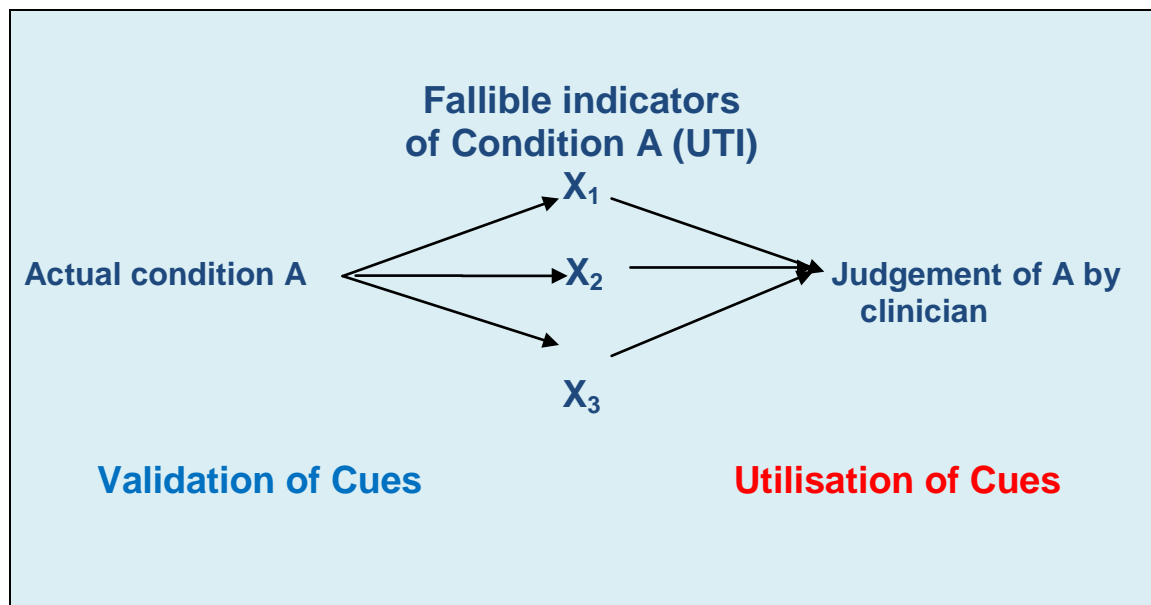 Fallible indicators
of Condition A (UTI)
X₁
Actual condition A
X₂
Judgement of A by
clinician
X₃
Validation of Cues
Utilisation of Cues